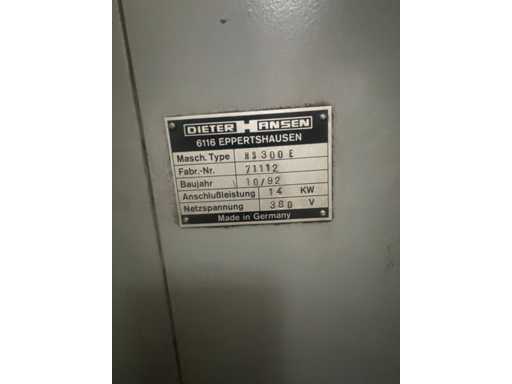 DIETER HANSEN
6116 EPPERTSHAUSEN
Masch. Type HS 300 E
Fabr.-Nr. 71112
Baujahr 10/92
Anschlußleistung 14 KW
Netzspannung 380 V
Made in Germany